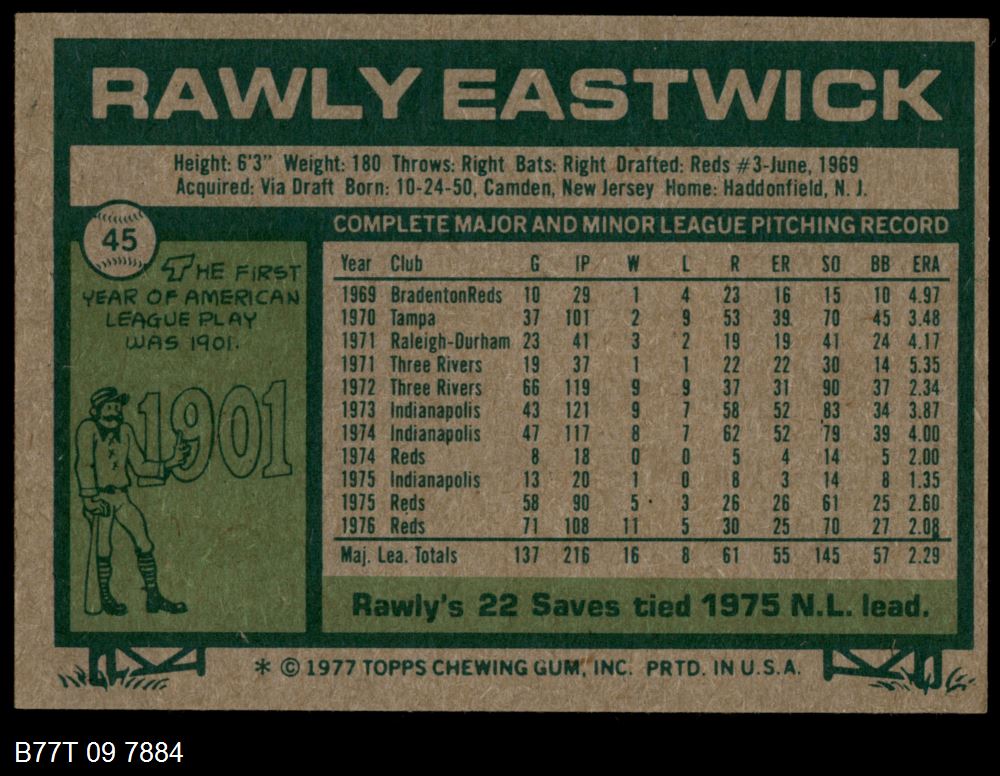 RAWLY EASTWICK
Height: 6'3" Weight: 180 Throws: Right Bats: Right Drafted: Reds #3-June, 1969
Acquired: Via Draft Born: 10-24-50, Camden, New Jersey Home: Haddonfield, N. J.
45
THE FIRST
YEAR OF AMERICAN
LEAGUE PLAY
WAS 1901.
1901
COMPLETE MAJOR AND MINOR LEAGUE PITCHING RECORD
Year Club G IP W L R ER SO BB ERA
1969 Bradenton Reds 10 29 1 4 23 16 15 10 4.97
1970 Tampa 37 101 2 9 53 39 70 45 3.48
1971 Raleigh-Durham 23 41 3 2 19 19 41 24 4.17
1971 Three Rivers 19 37 1 1 22 22 30 14 5.35
1972 Three Rivers 66 119 9 9 37 31 90 37 2.34
1973 Indianapolis 43 121 9 7 58 52 83 34 3.87
1974 Indianapolis 47 117 8 7 62 52 79 39 4.00
1974 Reds 8 18 0 0 5 4 14 5 2.00
1975 Indianapolis 13 20 1 0 8 3 14 8 1.35
1975 Reds 58 90 5 3 26 26 61 25 2.60
1976 Reds 71 108 11 5 30 25 70 27 2.08
Maj. Lea. Totals 137 216 16 8 61 55 145 57 2.29
Rawly's 22 Saves tied 1975 N.L. lead.
* © 1977 TOPPS CHEWING GUM, INC. PRTD. IN U.S.A.
B77T 09 7884